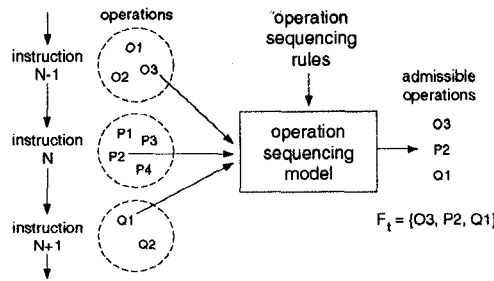 operations
operation
sequencing
rules
instruction
N-1
O1
O2
O3
admissible
operations
O3
P2
Q1
instruction
N
P1
P3
P2
P4
operation
sequencing
model
F_t = {O3, P2, Q1}
instruction
N+1
Q1
Q2